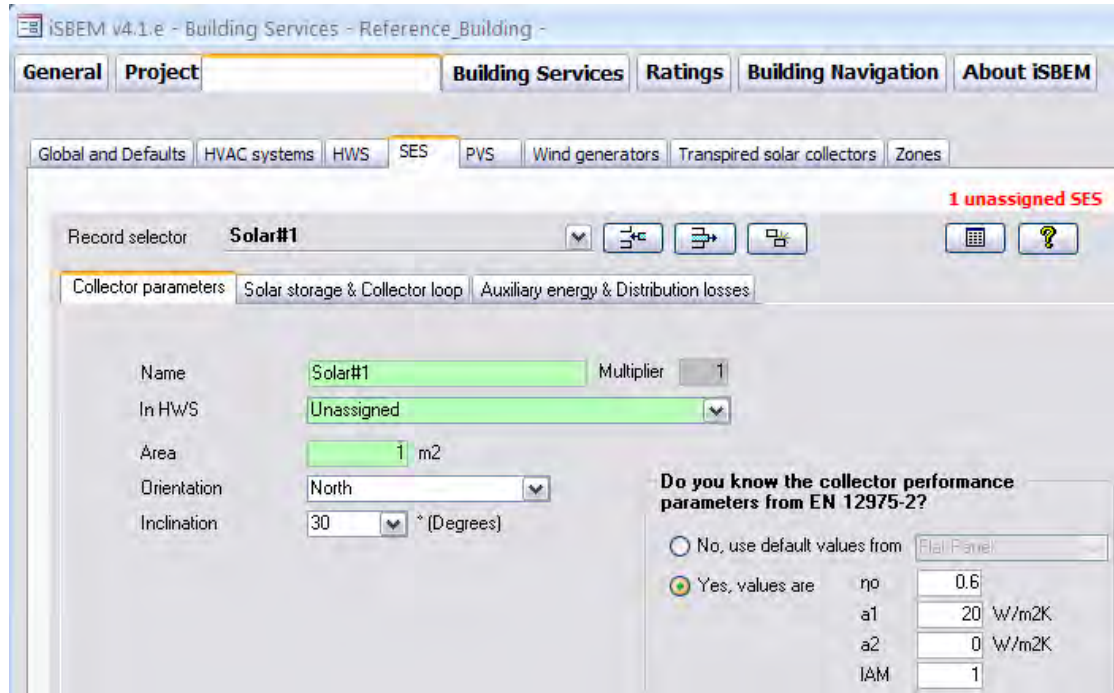 iSBEM v4.1.e - Building Services - Reference_Building -
General Project Building Services Ratings Building Navigation About iSBEM
Global and Defaults HVAC systems HWS SES PVS Wind generators Transpired solar collectors Zones
1 unassigned SES
Record selector Solar#1
Collector parameters Solar storage & Collector loop Auxiliary energy & Distribution losses
Name Solar#1 Multiplier 1
In HWS Unassigned
Area 1 m2
Orientation North
Inclination 30 ° (Degrees)
Do you know the collector performance
parameters from EN 12975-2?
No, use default values from Flat Panel
Yes, values are ηo 0.6
a1 20 W/m2K
a2 0 W/m2K
IAM 1